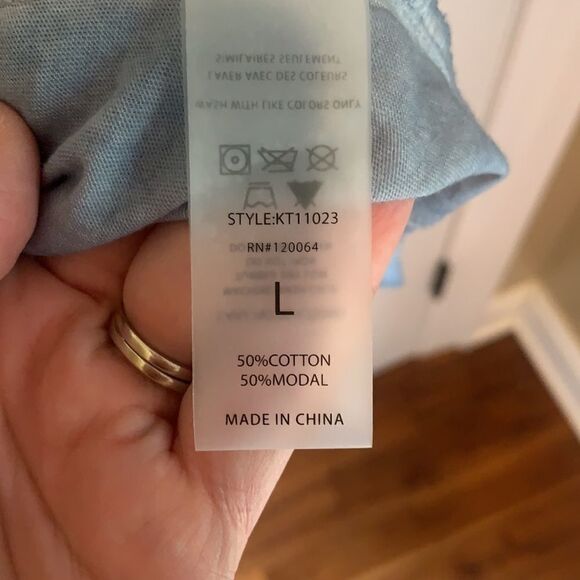 SIMILAIRES SEULEMENT
LAVER AVEC DES COULEURS
WASH WITH LIKE COLORS ONLY
STYLE:KT11023
RN#120064
L
50%COTTON
50%MODAL
MADE IN CHINA